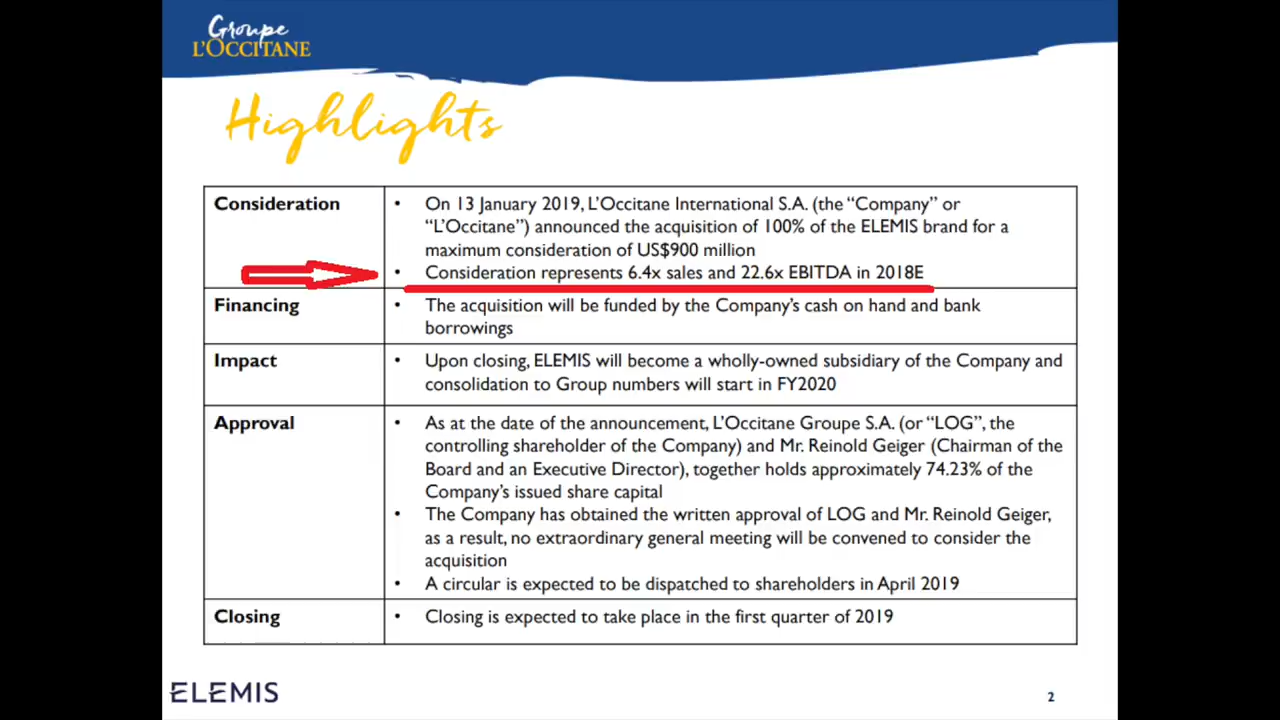 Groupe
L'OCCITANE
Highlights
Consideration
• On 13 January 2019, L'Occitane International S.A. (the “Company” or
“L'Occitane”) announced the acquisition of 100% of the ELEMIS brand for a
maximum consideration of US$900 million
• Consideration represents 6.4x sales and 22.6x EBITDA in 2018E
Financing
• The acquisition will be funded by the Company's cash on hand and bank
borrowings
Impact
• Upon closing, ELEMIS will become a wholly-owned subsidiary of the Company and
consolidation to Group numbers will start in FY2020
Approval
• As at the date of the announcement, L'Occitane Groupe S.A. (or “LOG”, the
controlling shareholder of the Company) and Mr. Reinold Geiger (Chairman of the
Board and an Executive Director), together holds approximately 74.23% of the
Company's issued share capital
• The Company has obtained the written approval of LOG and Mr. Reinold Geiger,
as a result, no extraordinary general meeting will be convened to consider the
acquisition
• A circular is expected to be dispatched to shareholders in April 2019
Closing
• Closing is expected to take place in the first quarter of 2019
ELEMIS
2